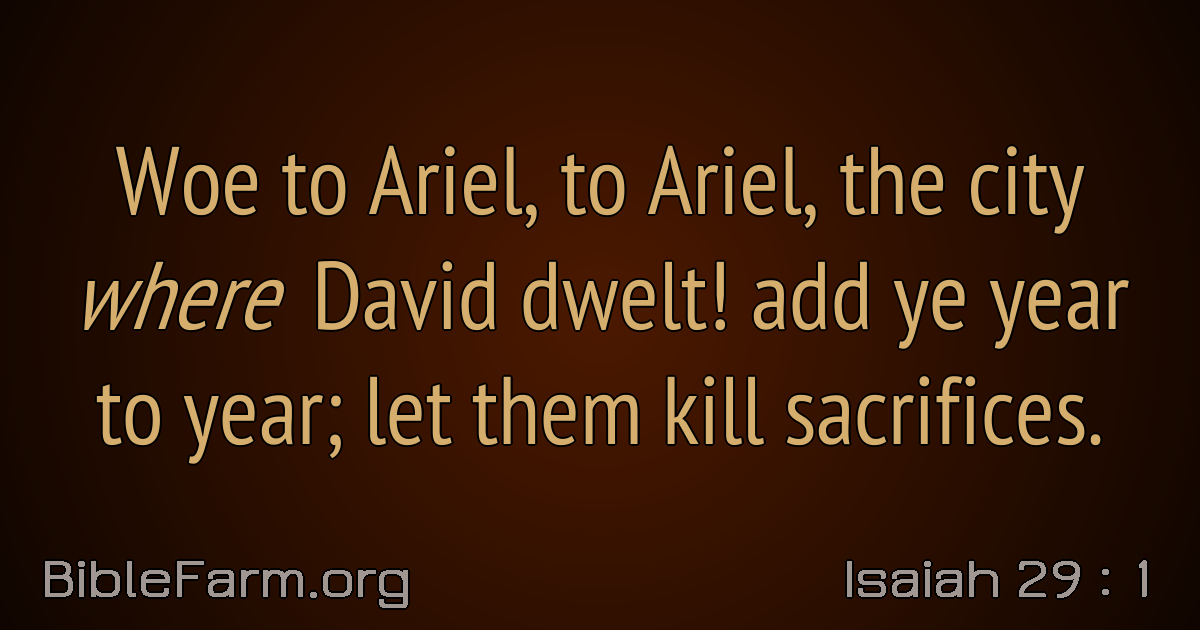 Woe to Ariel, to Ariel, the city
where David dwelt! add ye year
to year; let them kill sacrifices.
BibleFarm.org
Isaiah 29 : 1